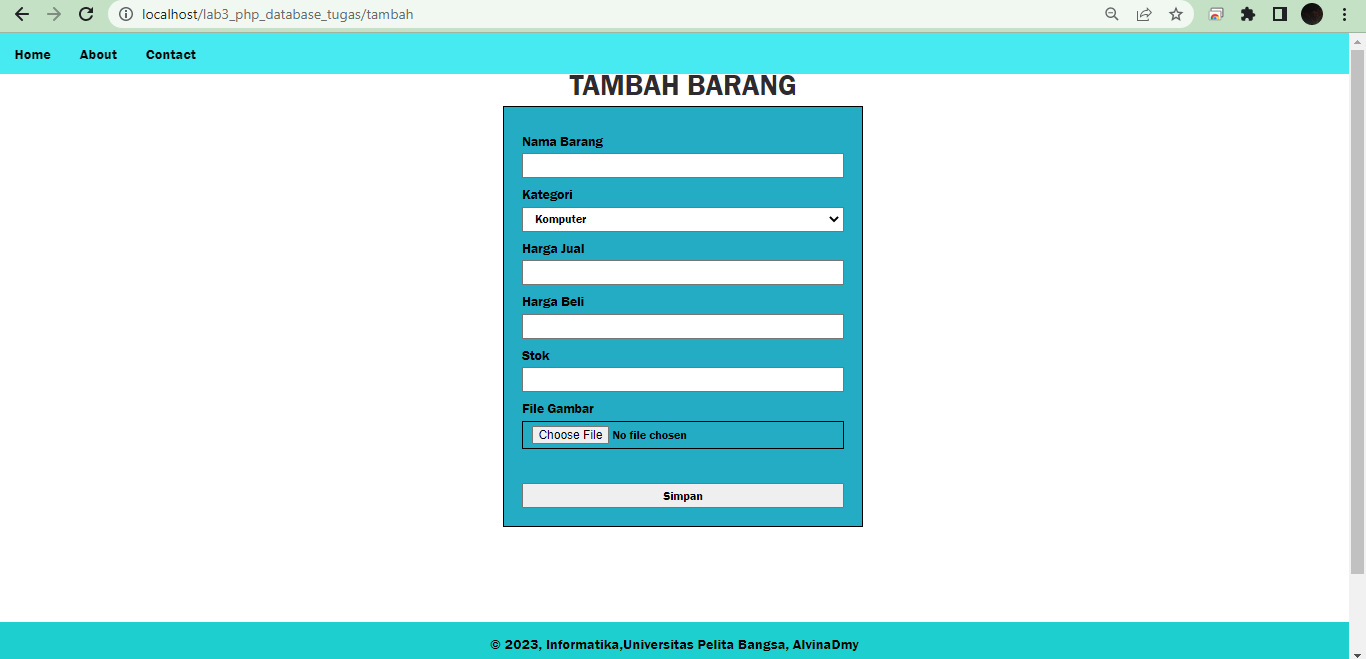 localhost/lab3_php_database_tugas/tambah
Home About Contact
TAMBAH BARANG
Nama Barang
Kategori
Komputer
Harga Jual
Harga Beli
Stok
File Gambar
Choose File No file chosen
Simpan
© 2023, Informatika,Universitas Pelita Bangsa, AlvinaDmy